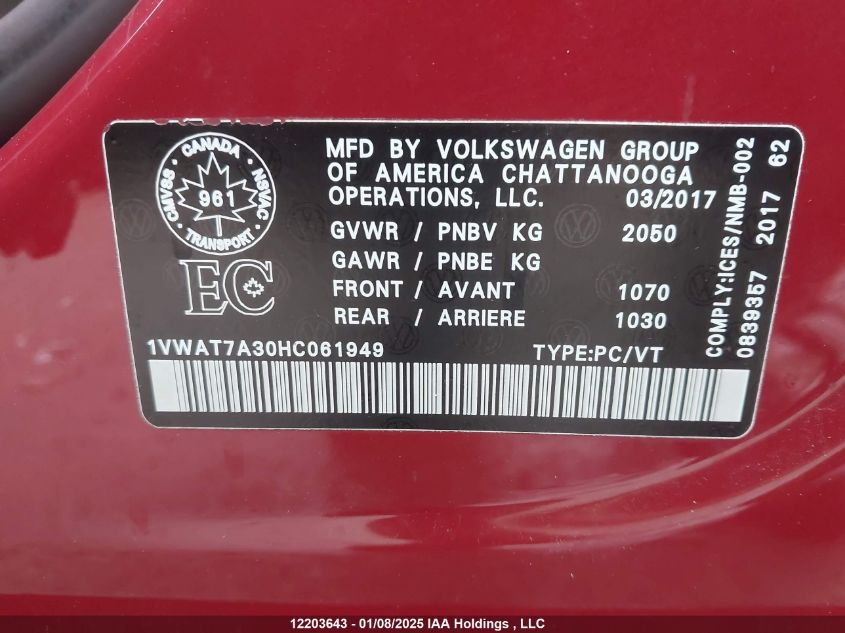 CANADA
CMVSS
NSVAC
961
TRANSPORT
EC
MFD BY VOLKSWAGEN GROUP
OF AMERICA CHATTANOOGA
OPERATIONS, LLC. 03/2017
GVWR / PNBV KG 2050
GAWR / PNBE KG
FRONT / AVANT 1070
REAR / ARRIERE 1030
1VWAT7A30HC061949 TYPE:PC/VT
COMPLY:ICES/NMB-002
0839357 2017 62
12203643 - 01/08/2025 IAA Holdings , LLC